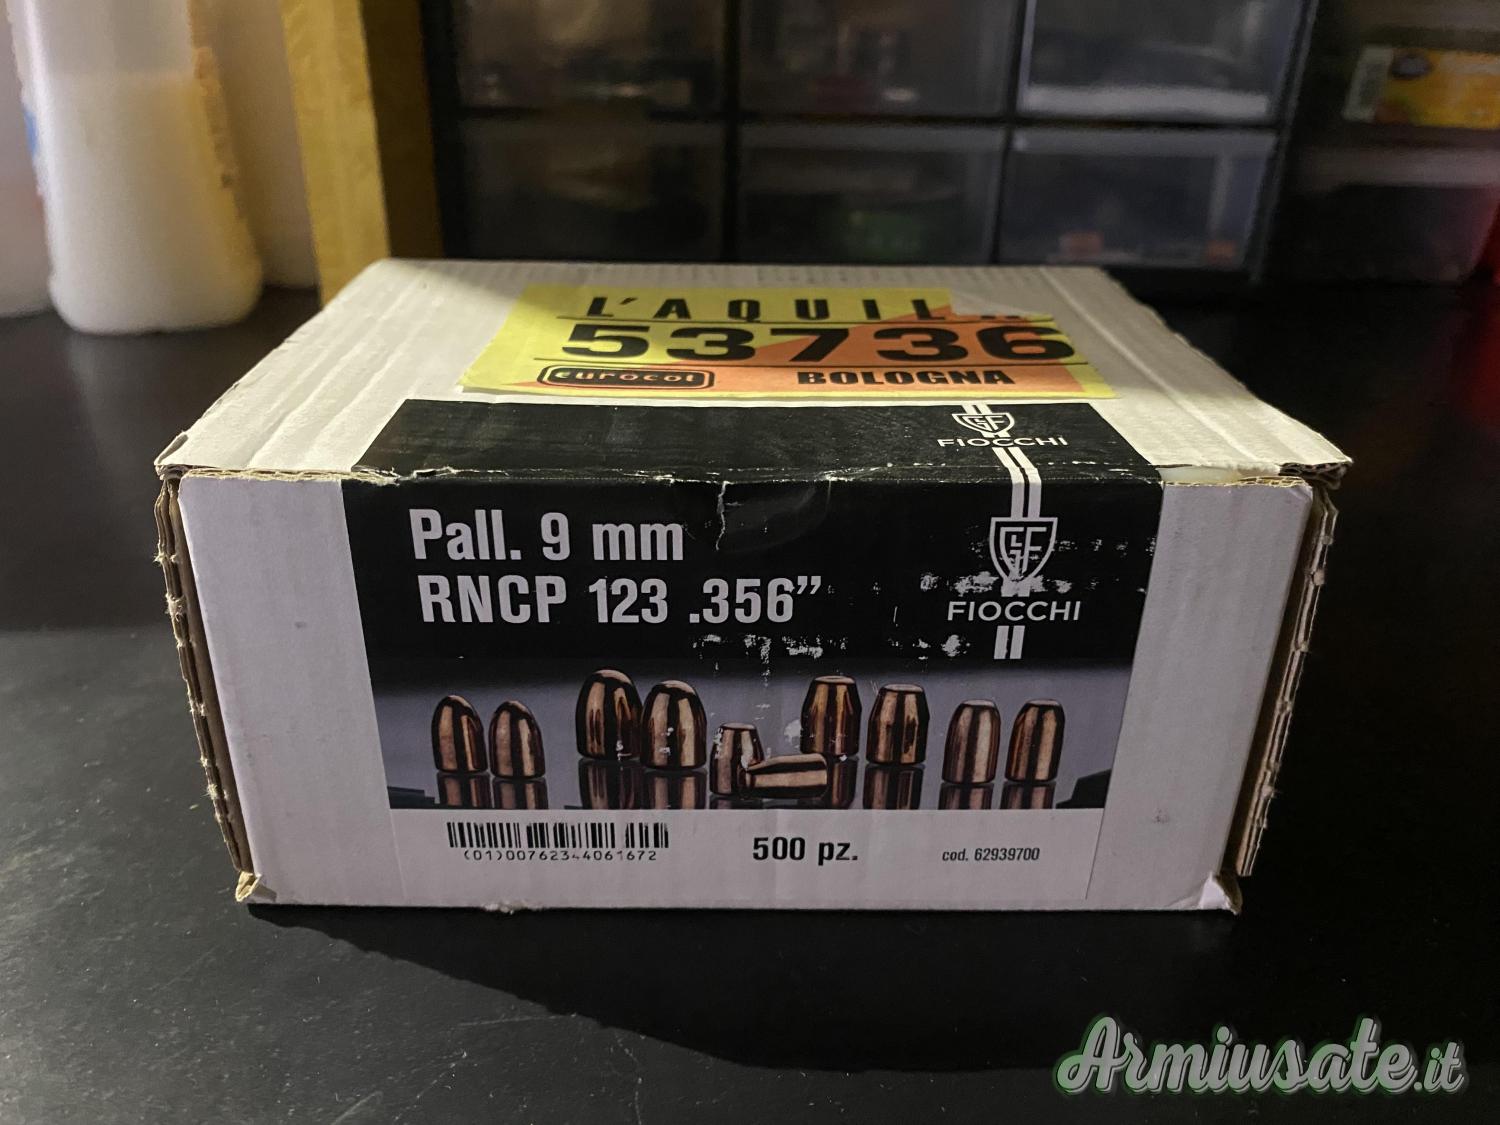 L'AQUILA
53736
eurocol
BOLOGNA
FIOCCHI
Pall. 9 mm
RNCP 123 .356”
FIOCCHI
(01)00762344061672
500 pz.
cod. 62939700
Armiusate.it